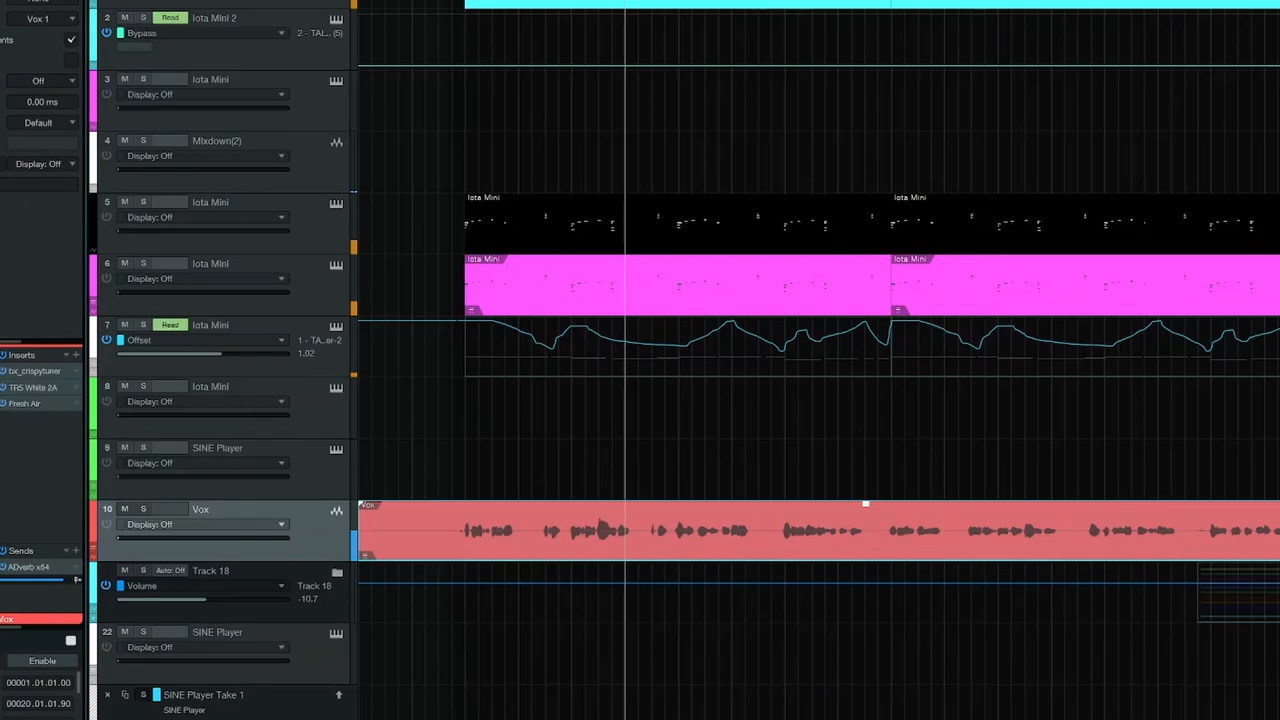 Vox 1
2 Read Iota Mini 2
Bypass 2 - TAL.. (5)
nts
3 M S Iota Mini
Off
Display: Off
0.00 ms
Default
4 M S Mixdown(2)
Display: Off
Display: Off
5 M S Iota Mini
Display: Off
Iota Mini Iota Mini
6 M S Iota Mini
Display: Off
Iota Mini Iota Mini
7 M S Read Iota Mini
Offset 1 - TA..er-2
1.02
Inserts
bx_crispytuner
TR5 White 2A
Fresh Air
8 M S Iota Mini
Display: Off
9 M S SINE Player
Display: Off
10 M S Vox
Display: Off
Vox
Sends
ADverb x64
M S Auto: Off Track 18
Volume Track 18
-10.7
Vox
22 M S SINE Player
Display: Off
Enable
00001.01.01.00
00020.01.01.90
S SINE Player Take 1
SINE Player